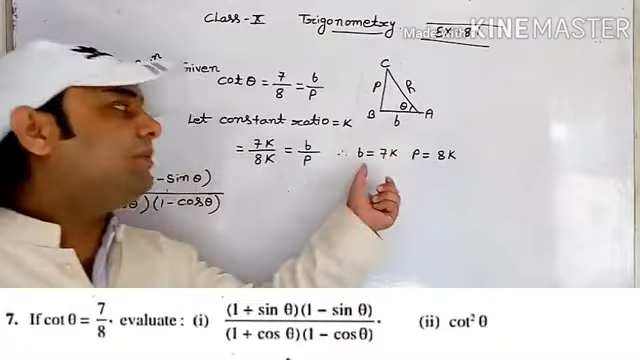 Class-X Trigonometry. Ex-8.
Made with KINEMASTER
Given
cot θ = 7/8 = b/P
C
P h
θ
B b A
Let constant ratio = K
= 7K/8K = b/P ∴ b = 7K P = 8K
- sin θ)
θ)(1 - cos θ)
7. If cot θ = 7/8. evaluate : (i) (1 + sin θ)(1 − sin θ)/(1 + cos θ)(1 − cos θ). (ii) cot² θ